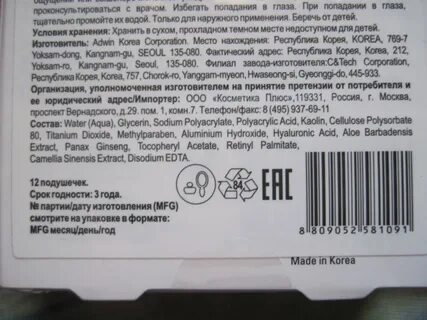 проконсультироваться с врачом. Избегать попадания в глаза. При попадании в глаза,
тщательно промойте их водой. Только для наружного применения. Беречь от детей.
Условия хранения: Хранить в сухом, прохладном темном месте недоступном для детей.
Изготовитель: Adwin Korea Corporation. Место нахождения: Республика Корея, KOREA, 769-7
Yoksam-dong, Kangnam-gu, SEOUL 135-080. Фактический адрес: Республика Корея, Korea, 212,
Yoksam-ro, Kangnam-gu, Seoul, 135-080. Филиал завода-изготовителя:C&Tech Corporation,
Республика Корея, Korea, 757, Chorok-ro, Yanggam-myeon, Hwaseong-si, Gyeonggi-do, 445-933.
Организация, уполномоченная изготовителем на принятие претензии от потребителя и
ее юридический адрес/Импортер: ООО «Косметика Плюс»,119331, Россия, г. Москва,
проспект Вернадского, д.29. пом. 1, комн.7.Телефон/факс: 8 (495) 937-69-11
Состав: Water (Aqua), Glycerin, Sodium Polyacrylate, Polyacrylic Acid, Kaolin, Cellulose Polysorbate
80, Titanium Dioxide, Methylparaben, Aluminium Hydroxide, Hyaluronic Acid, Aloe Barbadensis
Extract, Panax Ginseng, Tocopheryl Acetate, Retinyl Palmitate,
Camellia Sinensis Extract, Disodium EDTA.
12 подушечек.
Срок годности: 3 года.
№ партии/дату изготовления (MFG)
смотрите на упаковке в формате:
MFG месяц/день/год
84
EAC
8 809052 581091
Made in Korea